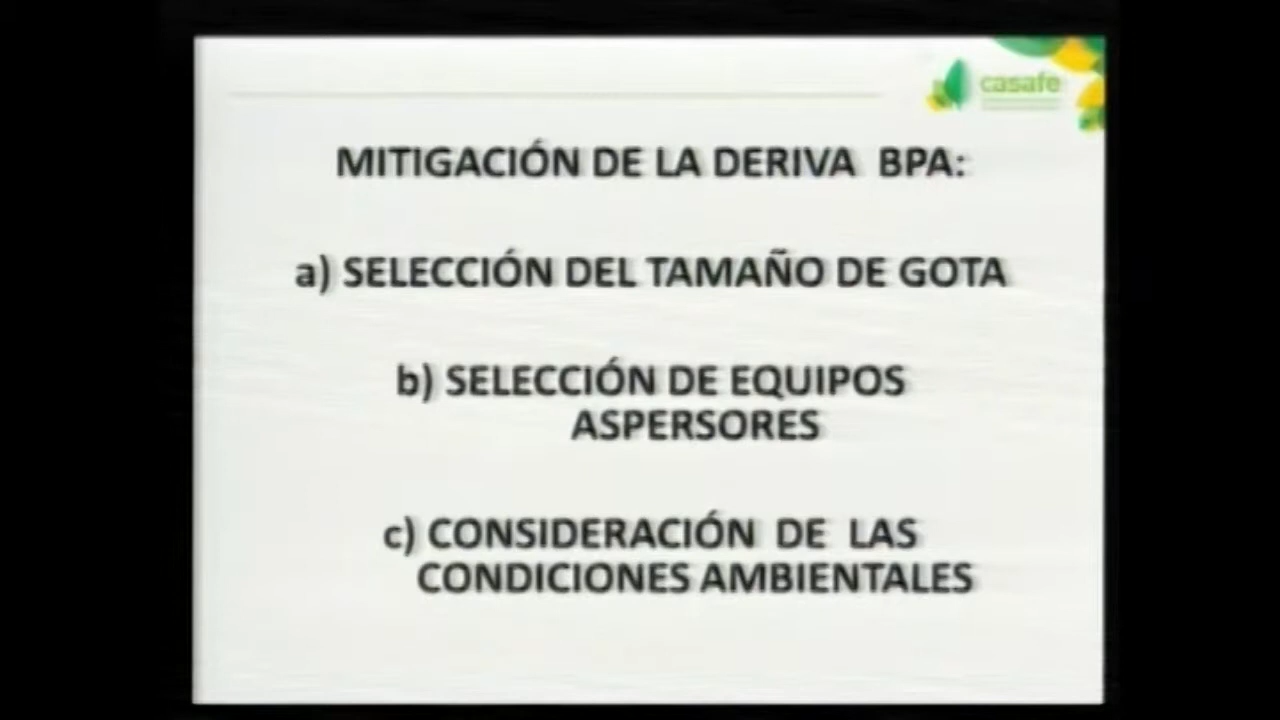 casafe
MITIGACIÓN DE LA DERIVA BPA:
a) SELECCIÓN DEL TAMAÑO DE GOTA
b) SELECCIÓN DE EQUIPOS
ASPERSORES
c) CONSIDERACIÓN DE LAS
CONDICIONES AMBIENTALES